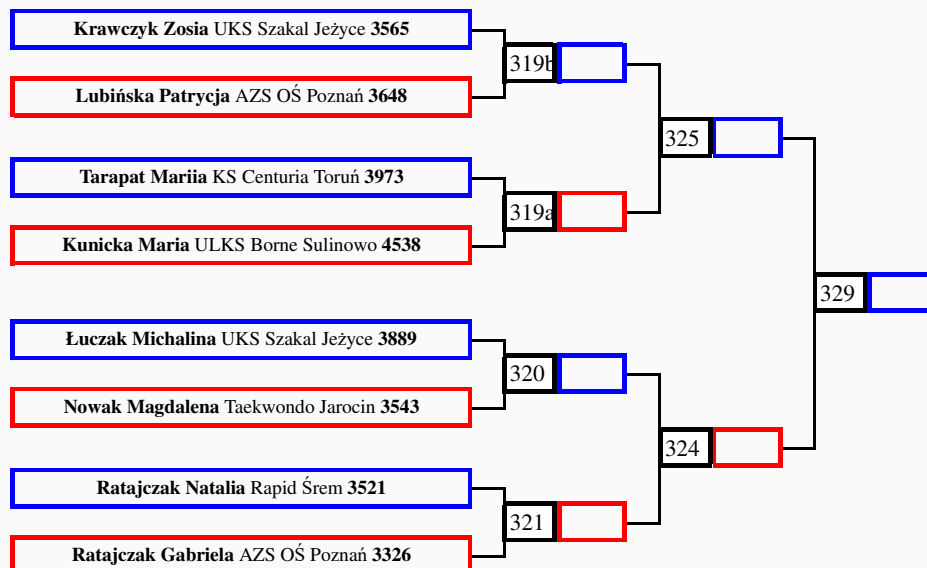 Krawczyk Zosia UKS Szakal Jeżyce 3565
319b
Lubińska Patrycja AZS OŚ Poznań 3648
325
Tarapat Mariia KS Centuria Toruń 3973
319a
Kunicka Maria ULKS Borne Sulinowo 4538
329
Łuczak Michalina UKS Szakal Jeżyce 3889
320
Nowak Magdalena Taekwondo Jarocin 3543
324
Ratajczak Natalia Rapid Śrem 3521
321
Ratajczak Gabriela AZS OŚ Poznań 3326